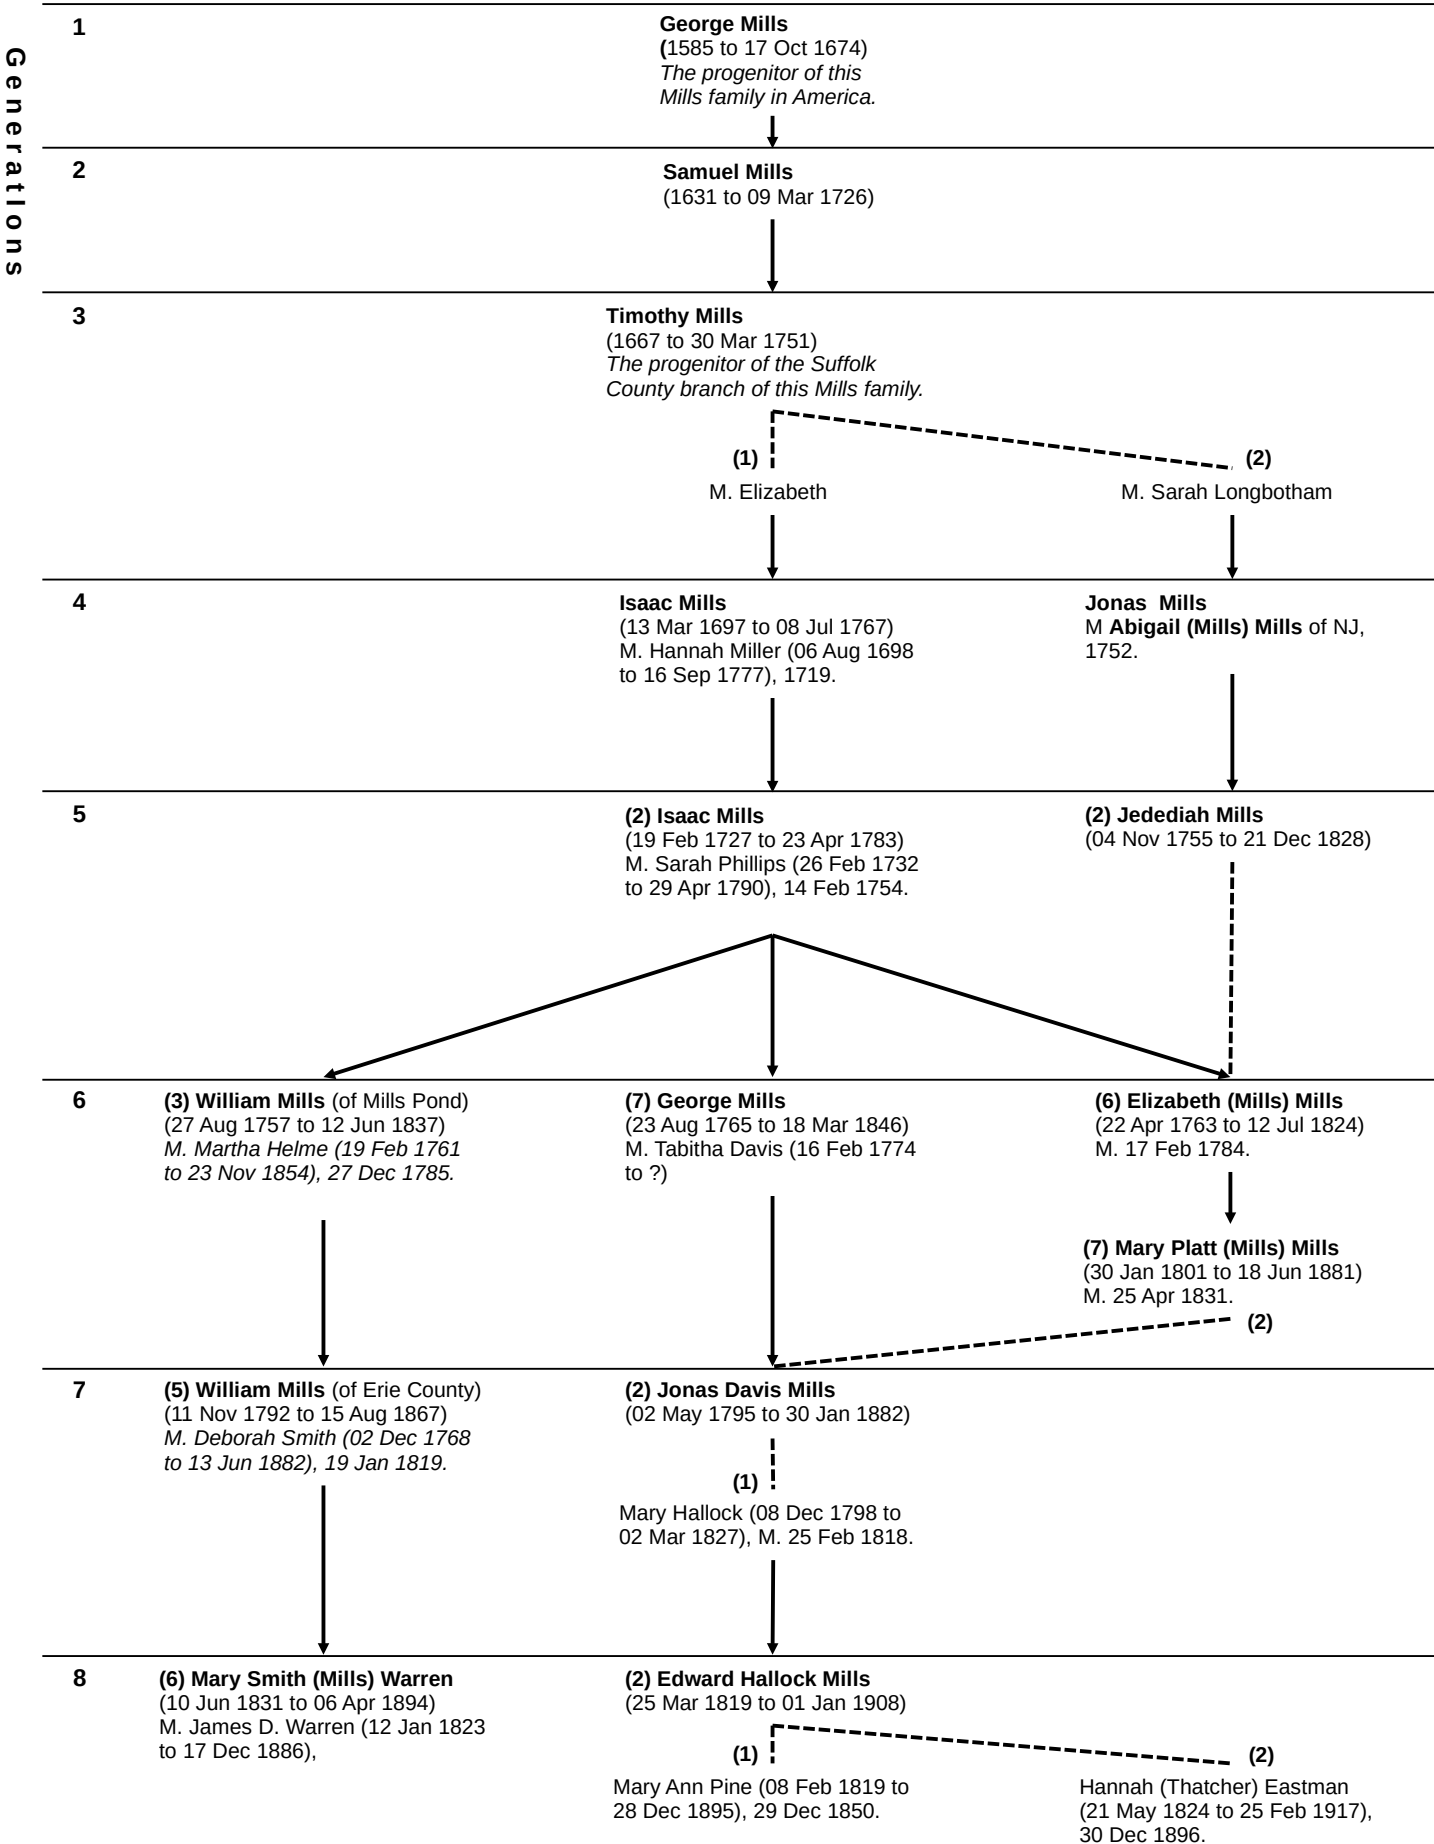 GeneratIons
1
George Mills
(1585 to 17 Oct 1674)
The progenitor of this
Mills family in America.
2
Samuel Mills
(1631 to 09 Mar 1726)
3
Timothy Mills
(1667 to 30 Mar 1751)
The progenitor of the Suffolk
County branch of this Mills family.
(1)
M. Elizabeth
(2)
M. Sarah Longbotham
4
Isaac Mills
(13 Mar 1697 to 08 Jul 1767)
M. Hannah Miller (06 Aug 1698
to 16 Sep 1777), 1719.
Jonas  Mills
M Abigail (Mills) Mills of NJ,
1752.
5
(2) Isaac Mills
(19 Feb 1727 to 23 Apr 1783)
M. Sarah Phillips (26 Feb 1732
to 29 Apr 1790), 14 Feb 1754.
(2) Jedediah Mills
(04 Nov 1755 to 21 Dec 1828)
6
(3) William Mills (of Mills Pond)
(27 Aug 1757 to 12 Jun 1837)
M. Martha Helme (19 Feb 1761
to 23 Nov 1854), 27 Dec 1785.
(7) George Mills
(23 Aug 1765 to 18 Mar 1846)
M. Tabitha Davis (16 Feb 1774
to ?)
(6) Elizabeth (Mills) Mills
(22 Apr 1763 to 12 Jul 1824)
M. 17 Feb 1784.
(7) Mary Platt (Mills) Mills
(30 Jan 1801 to 18 Jun 1881)
M. 25 Apr 1831.
(2)
7
(5) William Mills (of Erie County)
(11 Nov 1792 to 15 Aug 1867)
M. Deborah Smith (02 Dec 1768
to 13 Jun 1882), 19 Jan 1819.
(2) Jonas Davis Mills
(02 May 1795 to 30 Jan 1882)
(1)
Mary Hallock (08 Dec 1798 to
02 Mar 1827), M. 25 Feb 1818.
8
(6) Mary Smith (Mills) Warren
(10 Jun 1831 to 06 Apr 1894)
M. James D. Warren (12 Jan 1823
to 17 Dec 1886),
(2) Edward Hallock Mills
(25 Mar 1819 to 01 Jan 1908)
(1)
Mary Ann Pine (08 Feb 1819 to
28 Dec 1895), 29 Dec 1850.
(2)
Hannah (Thatcher) Eastman
(21 May 1824 to 25 Feb 1917),
30 Dec 1896.